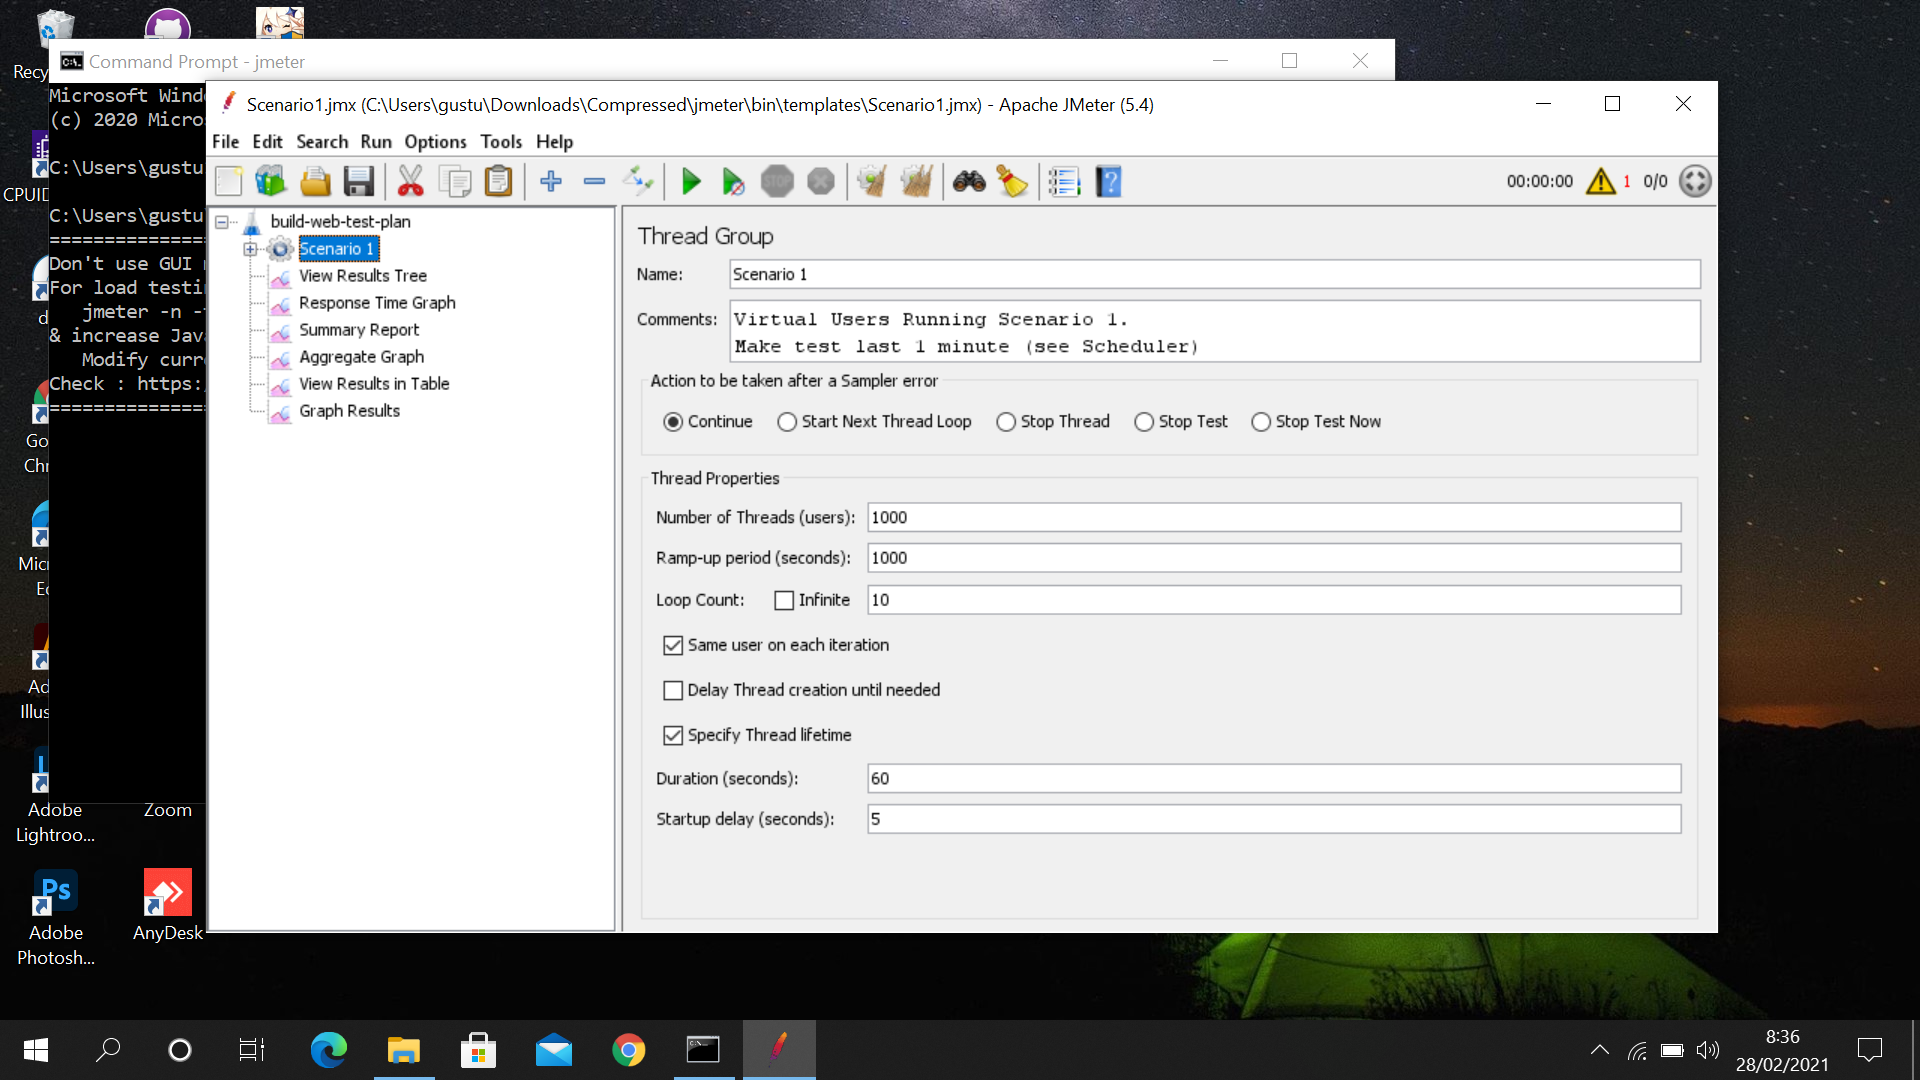 Recy
Command Prompt - jmeter
Microsoft Wind
(c) 2020 Micros
C:\Users\gustu
C:\Users\gustu
===============
Don't use GUI
For load testi
jmeter -n -
& increase Jav
Modify curr
Check : https:
===============
Scenario1.jmx (C:\Users\gustu\Downloads\Compressed\jmeter\bin\templates\Scenario1.jmx) - Apache JMeter (5.4)
File Edit Search Run Options Tools Help
STOP
00:00:00 1 0/0
build-web-test-plan
Scenario 1
View Results Tree
Response Time Graph
Summary Report
Aggregate Graph
View Results in Table
Graph Results
Thread Group
Name: Scenario 1
Comments: Virtual Users Running Scenario 1.
Make test last 1 minute (see Scheduler)
Action to be taken after a Sampler error
Continue Start Next Thread Loop Stop Thread Stop Test Stop Test Now
Thread Properties
Number of Threads (users): 1000
Ramp-up period (seconds): 1000
Loop Count: Infinite 10
Same user on each iteration
Delay Thread creation until needed
Specify Thread lifetime
Duration (seconds): 60
Startup delay (seconds): 5
CPUID
d
Go
Chr
Micr
Ec
Ad
Illus
Adobe
Lightroo...
Zoom
Ps
Adobe
Photosh...
AnyDesk
8:36
28/02/2021